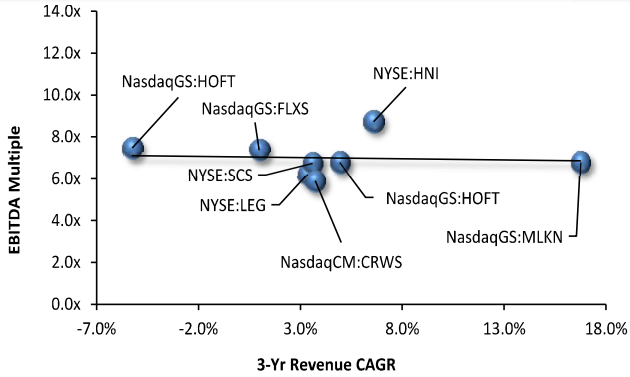 14.0x
12.0x
10.0x
8.0x
6.0x
4.0x
2.0x
0.0x
EBITDA Multiple
NasdaqGS:HOFT
NasdaqGS:FLXS
NYSE:HNI
NYSE:SCS
NYSE:LEG
NasdaqGS:HOFT
NasdaqGS:MLKN
NasdaqCM:CRWS
-7.0%
-2.0%
3.0%
8.0%
13.0%
18.0%
3-Yr Revenue CAGR